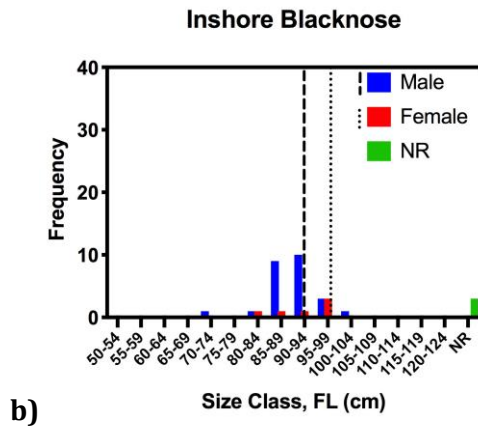 Inshore Blacknose
Male
Female
NR
Frequency
40
30
20
10
0
50-54
55-59
60-64
65-69
70-74
75-79
80-84
85-89
90-94
95-99
100-104
105-109
110-114
115-119
120-124
NR
Size Class, FL (cm)
b)